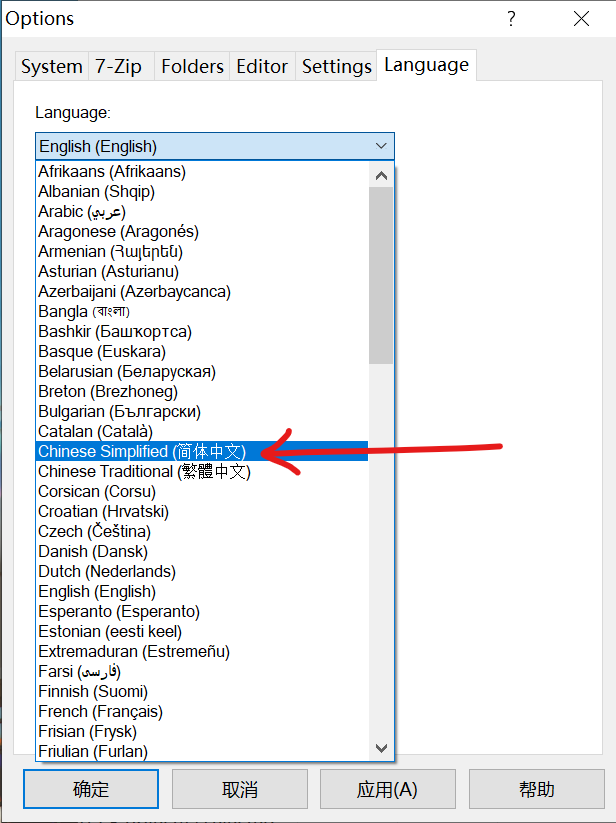 Options ?
System 7-Zip Folders Editor Settings Language
Language:
English (English)
Afrikaans (Afrikaans)
Albanian (Shqip)
Arabic (عربي)
Aragonese (Aragonés)
Armenian (Հայերեն)
Asturian (Asturianu)
Azerbaijani (Azərbaycanca)
Bangla (বাংলা)
Bashkir (Башҡортса)
Basque (Euskara)
Belarusian (Беларуская)
Breton (Brezhoneg)
Bulgarian (Български)
Catalan (Català)
Chinese Simplified (简体中文)
Chinese Traditional (繁體中文)
Corsican (Corsu)
Croatian (Hrvatski)
Czech (Čeština)
Danish (Dansk)
Dutch (Nederlands)
English (English)
Esperanto (Esperanto)
Estonian (eesti keel)
Extremaduran (Estremeñu)
Farsi (فارسی)
Finnish (Suomi)
French (Français)
Frisian (Frysk)
Friulian (Furlan)
确定 取消 应用(A) 帮助